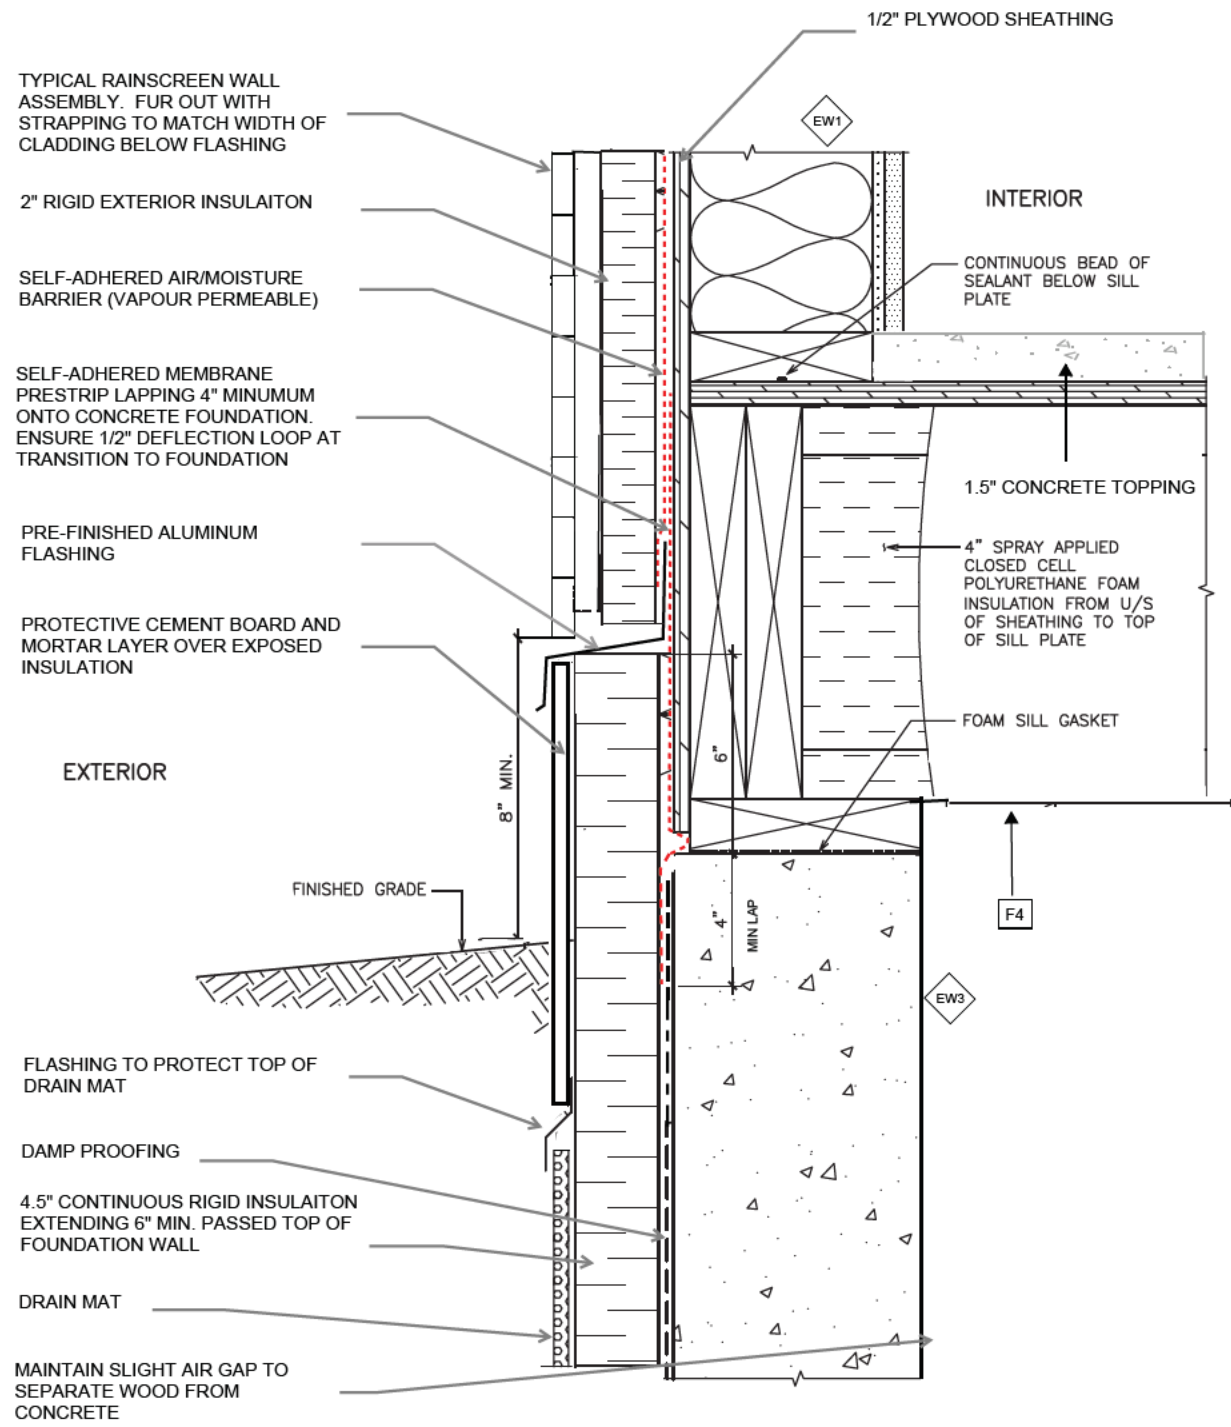 1/2" PLYWOOD SHEATHING
TYPICAL RAINSCREEN WALL
ASSEMBLY. FUR OUT WITH
STRAPPING TO MATCH WIDTH OF
CLADDING BELOW FLASHING
EW1
2" RIGID EXTERIOR INSULAITON
INTERIOR
SELF-ADHERED AIR/MOISTURE
BARRIER (VAPOUR PERMEABLE)
CONTINUOUS BEAD OF
SEALANT BELOW SILL
PLATE
SELF-ADHERED MEMBRANE
PRESTRIP LAPPING 4" MINUMUM
ONTO CONCRETE FOUNDATION.
ENSURE 1/2" DEFLECTION LOOP AT
TRANSITION TO FOUNDATION
1.5" CONCRETE TOPPING
PRE-FINISHED ALUMINUM
FLASHING
4" SPRAY APPLIED
CLOSED CELL
POLYURETHANE FOAM
INSULATION FROM U/S
OF SHEATHING TO TOP
OF SILL PLATE
PROTECTIVE CEMENT BOARD AND
MORTAR LAYER OVER EXPOSED
INSULATION
FOAM SILL GASKET
EXTERIOR
8" MIN.
6"
FINISHED GRADE
4"
MIN LAP
F4
EW3
FLASHING TO PROTECT TOP OF
DRAIN MAT
DAMP PROOFING
4.5" CONTINUOUS RIGID INSULAITON
EXTENDING 6" MIN. PASSED TOP OF
FOUNDATION WALL
DRAIN MAT
MAINTAIN SLIGHT AIR GAP TO
SEPARATE WOOD FROM
CONCRETE